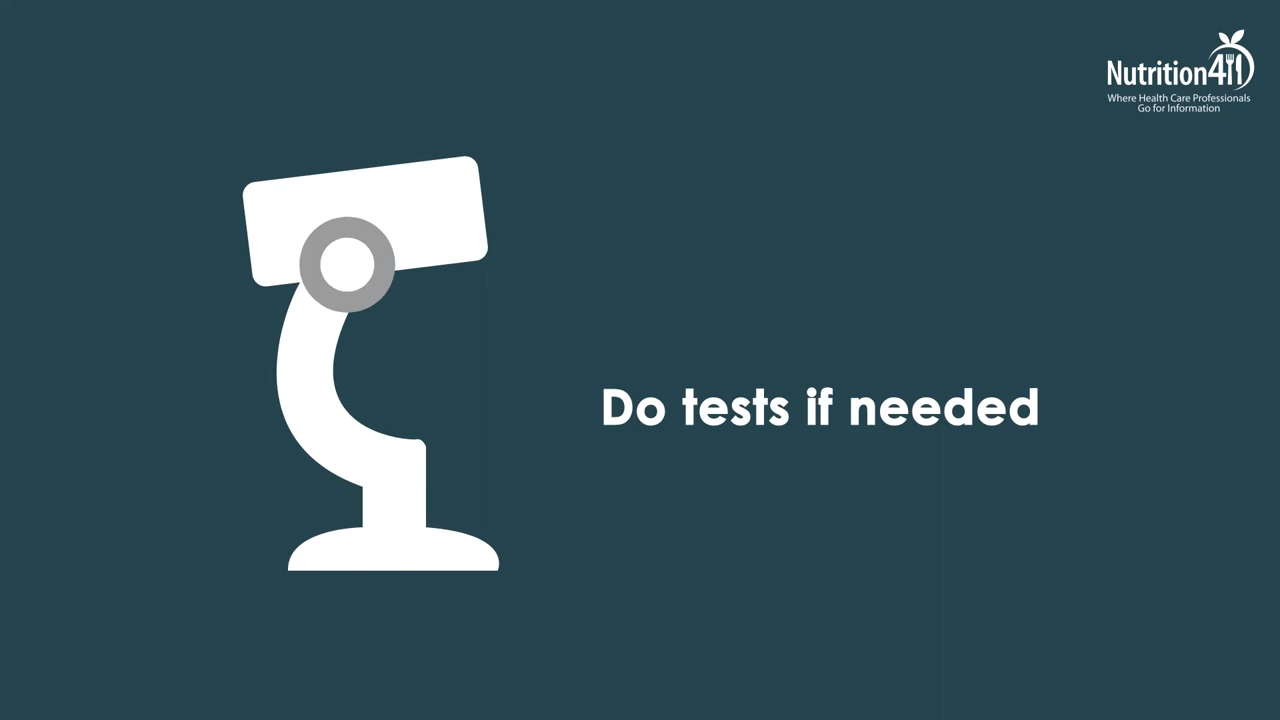 Nutrition411
Where Health Care Professionals
Go for Information
Do tests if needed